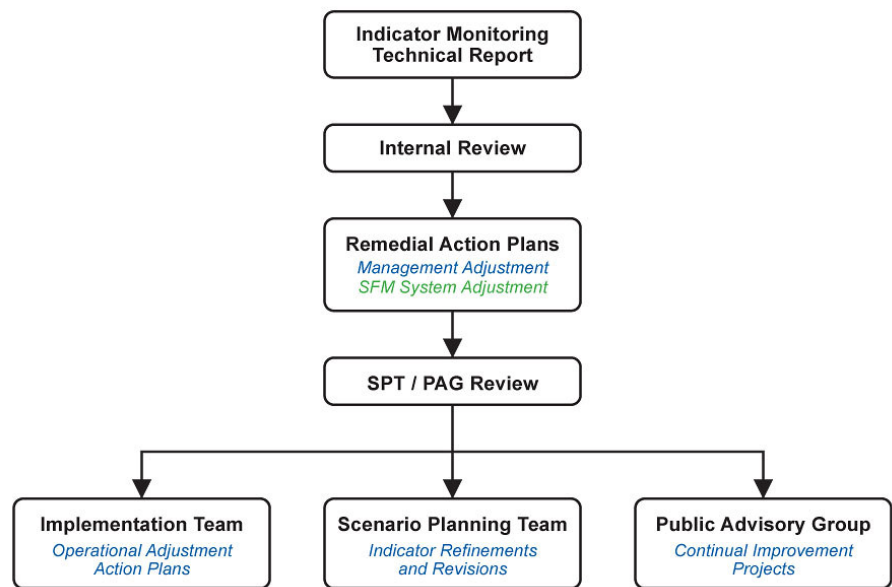 Indicator Monitoring
Technical Report
Internal Review
Remedial Action Plans
Management Adjustment
SFM System Adjustment
SPT / PAG Review
Implementation Team
Operational Adjustment
Action Plans
Scenario Planning Team
Indicator Refinements
and Revisions
Public Advisory Group
Continual Improvement
Projects